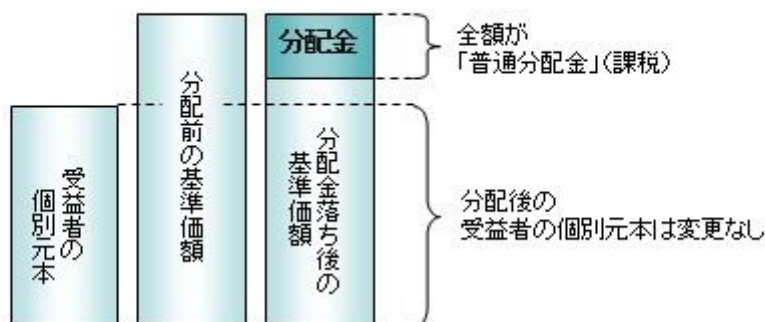 受益者の
個別元本
分配前の基準価額
分配金
分配金落ち後の
基準価額
全額が
「普通分配金」(課税)
分配後の
受益者の個別元本は変更なし